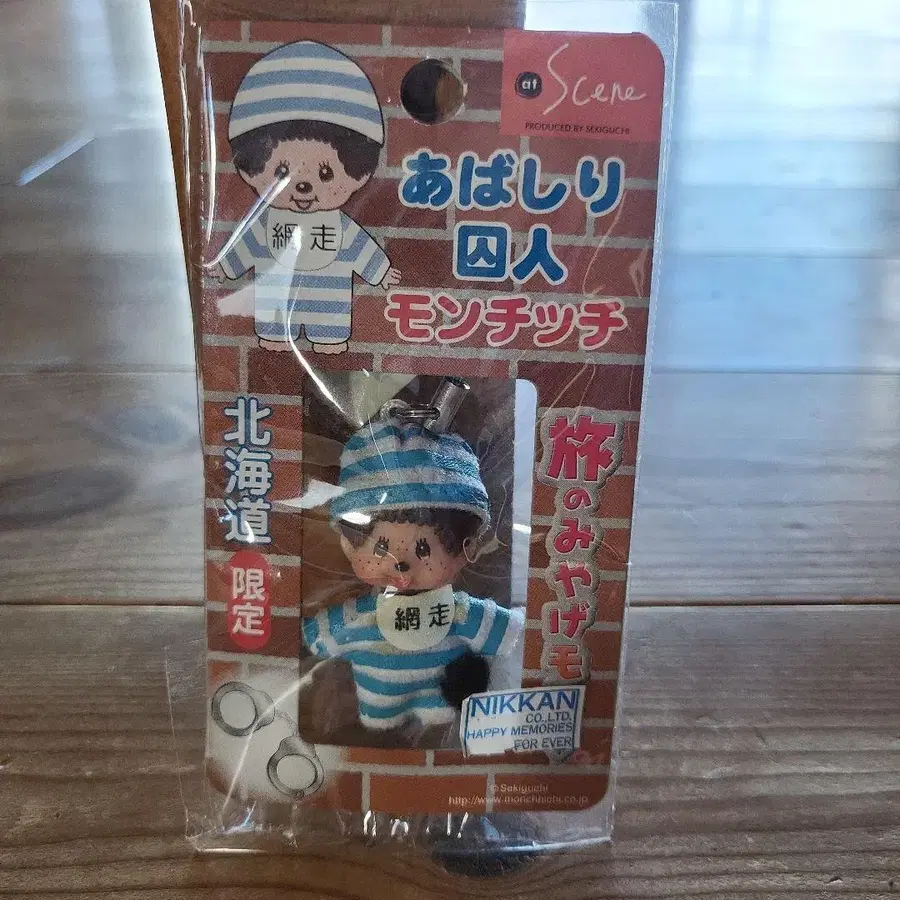 at Scene
PRODUCED BY SEKIGUCHI
あばしり
囚人
モンチッチ
網走
北海道
限定
旅のみやげモ
網走
NIKKAN
CO.,LTD.
HAPPY MEMORIES
FOR EVER
©Sekiguchi
http://www.monchhichi.co.jp